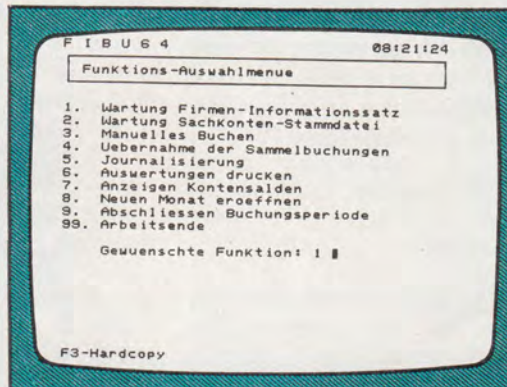 F I B U 6 4 08:21:24
Funktions-Auswahlmenue
1. Wartung Firmen-Informationssatz
2. Wartung Sachkonten-Stammdatei
3. Manuelles Buchen
4. Uebernahme der Sammelbuchungen
5. Journalisierung
6. Auswertungen drucken
7. Anzeigen Kontensalden
8. Neuen Monat eroeffnen
9. Abschliessen Buchungsperiode
99. Arbeitsende
Gewuenschte Funktion: 1
F3-Hardcopy